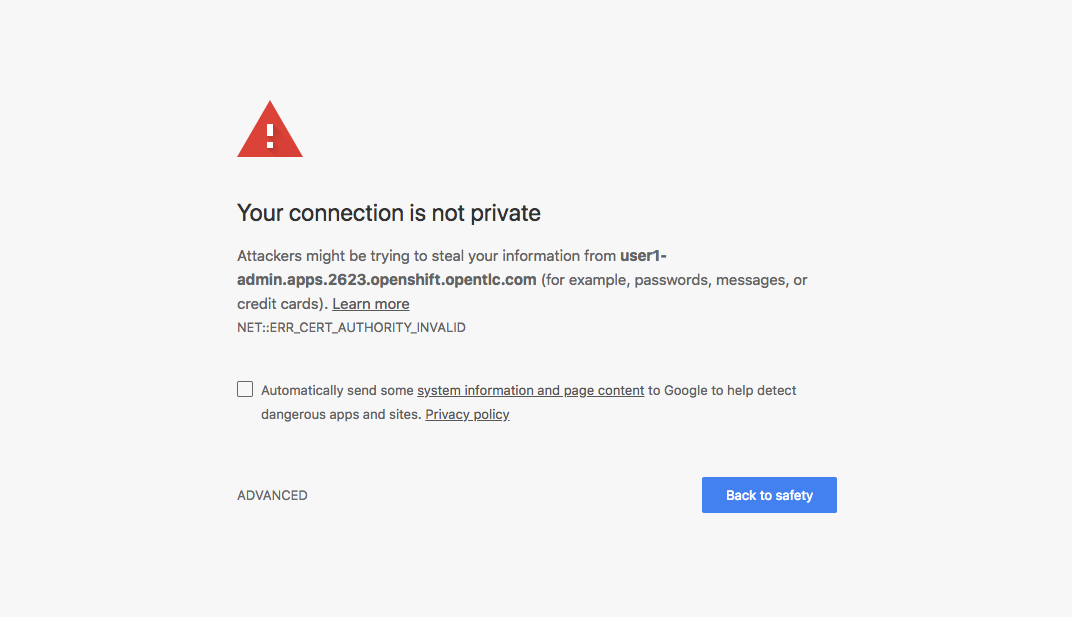 Your connection is not private
Attackers might be trying to steal your information from user1-
admin.apps.2623.openshift.opentlc.com (for example, passwords, messages, or
credit cards). Learn more
NET::ERR_CERT_AUTHORITY_INVALID
Automatically send some system information and page content to Google to help detect
dangerous apps and sites. Privacy policy
ADVANCED
Back to safety